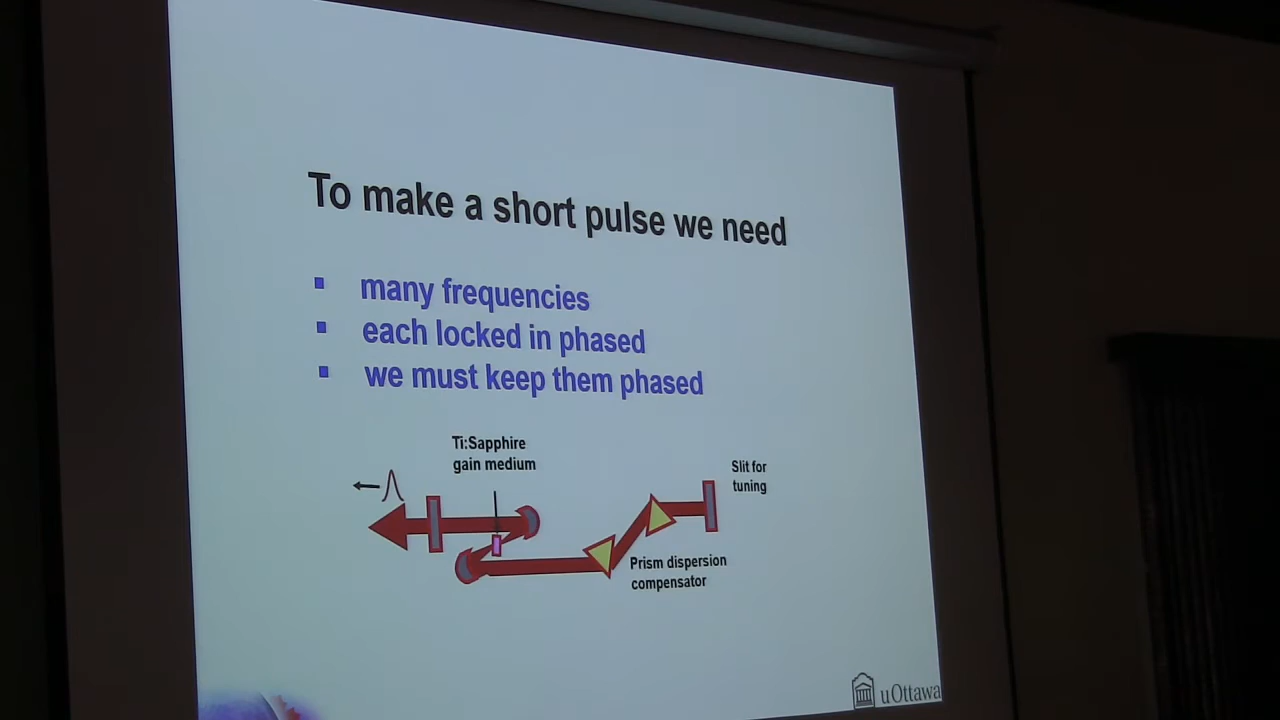 To make a short pulse we need
many frequencies
each locked in phased
we must keep them phased
Ti:Sapphire
gain medium
Slit for
tuning
Prism dispersion
compensator
uOttawa